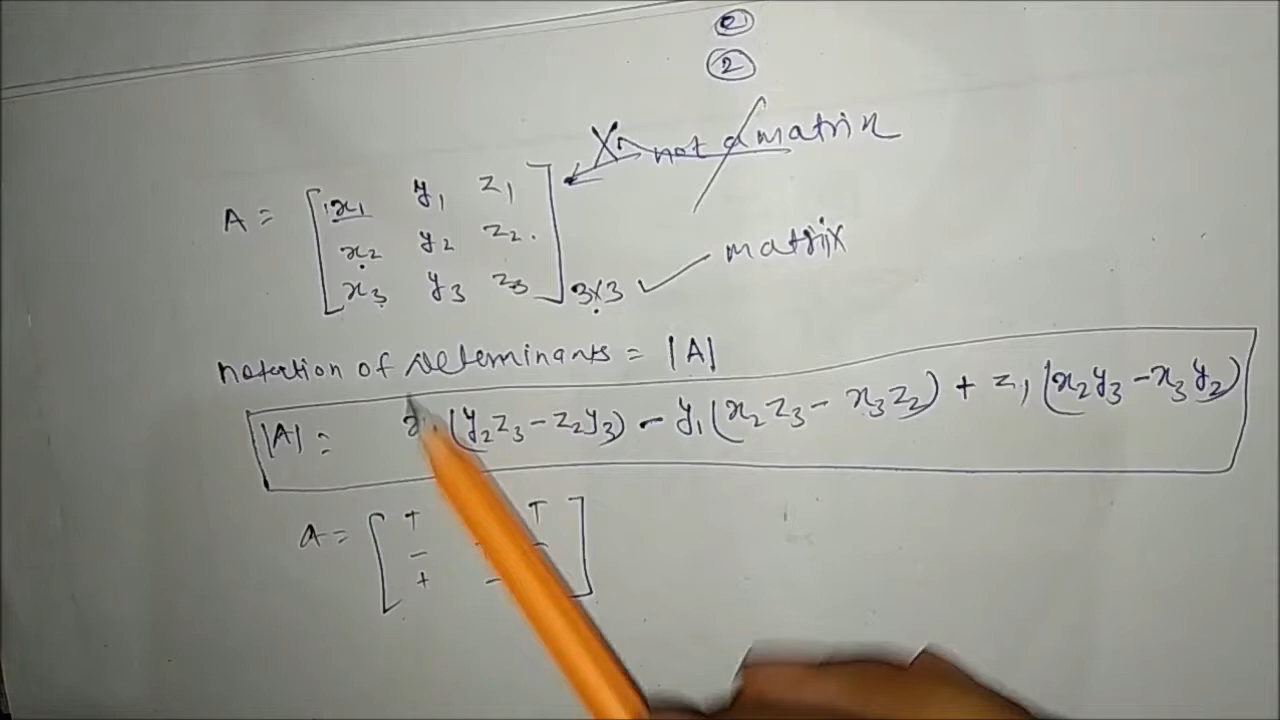 2
2
X not a matrix
A = [ x1 y1 z1
x2 y2 z2
x3 y3 z3 ] 3x3 ✓ matrix
notation of determinants = |A|
|A| = (y2z3 - z2y3) - y1(x2z3 - x3z2) + z1(x2y3 - x3y2)
A = [ + +
- -
+ - ]